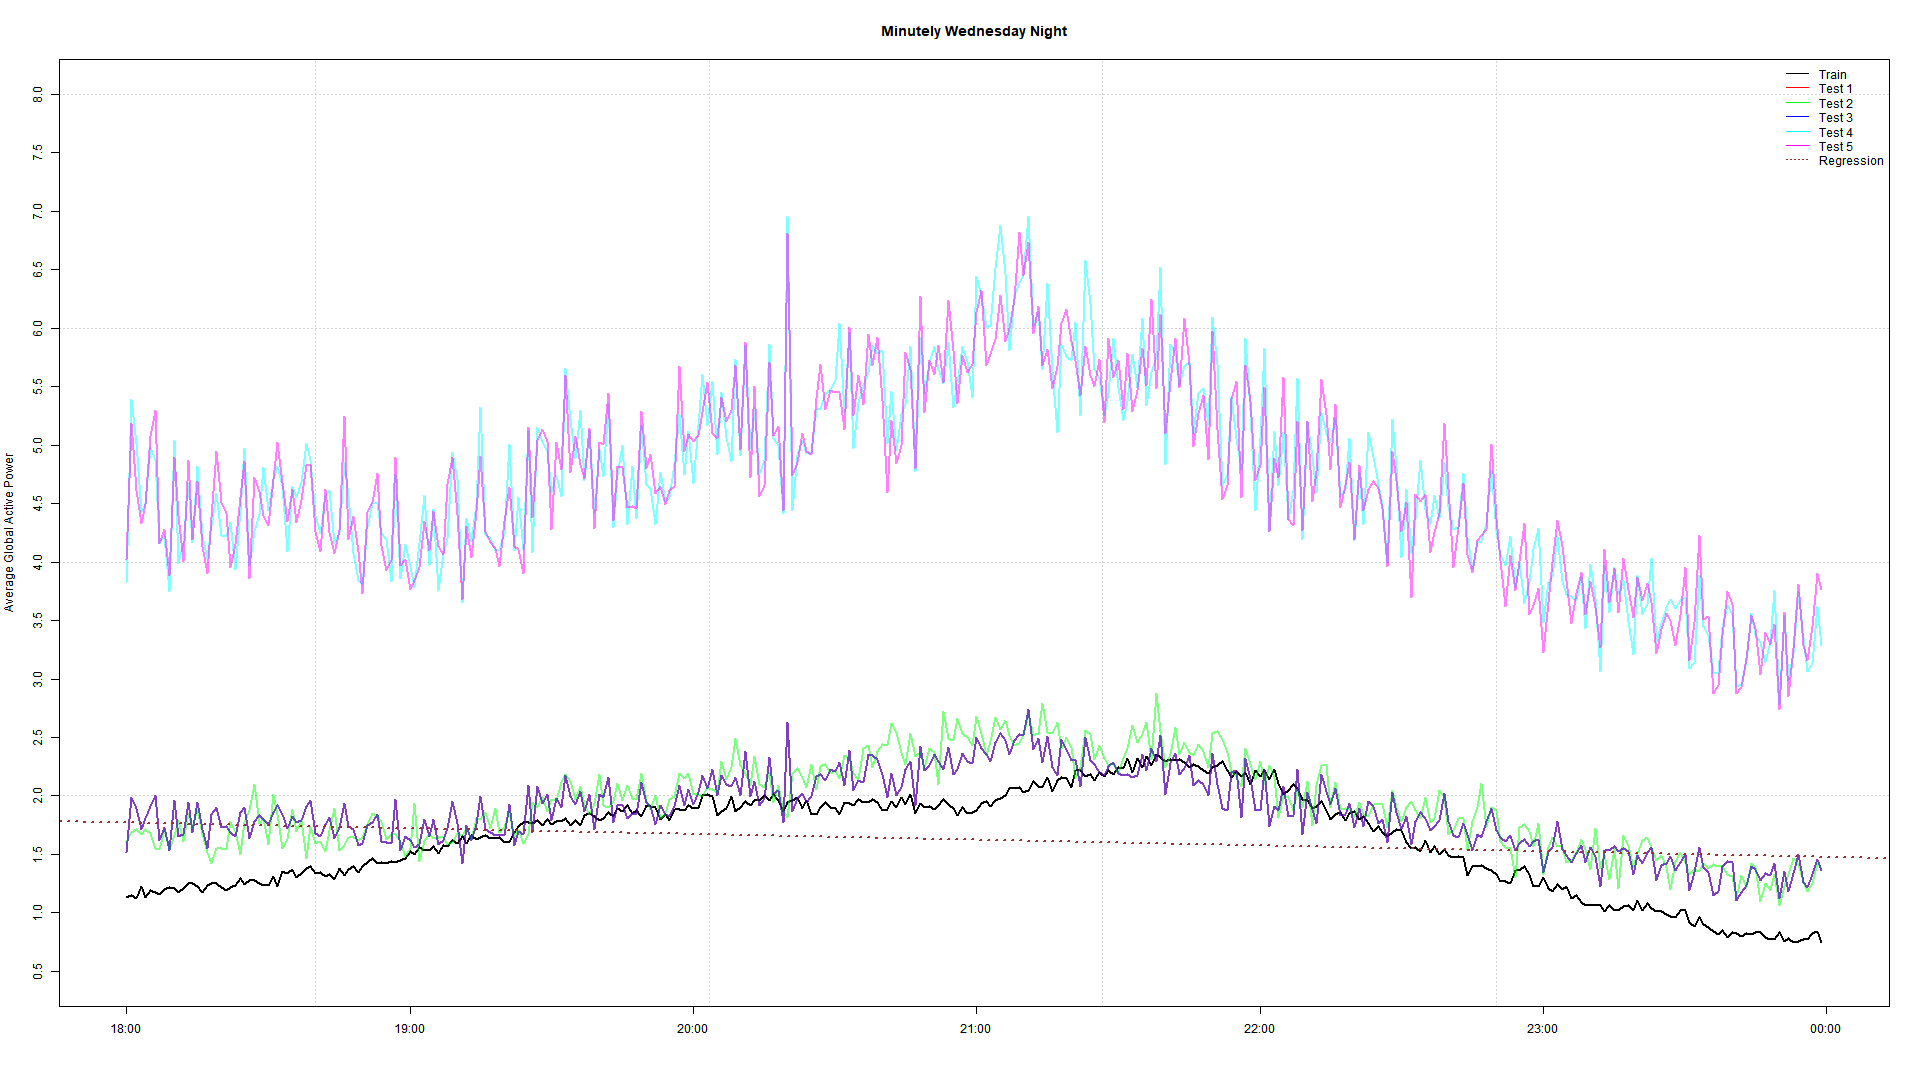 Minutely Wednesday Night
Train
Test 1
Test 2
Test 3
Test 4
Test 5
Regression
Average Global Active Power
8.0
7.5
7.0
6.5
6.0
5.5
5.0
4.5
4.0
3.5
3.0
2.5
2.0
1.5
1.0
0.5
18:00 19:00 20:00 21:00 22:00 23:00 00:00